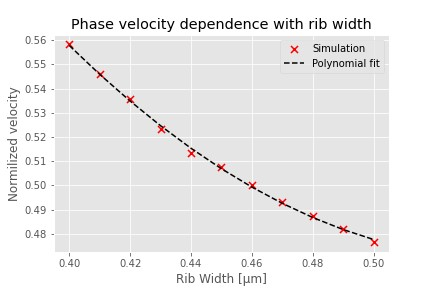 Phase velocity dependence with rib width
Normilized velocity
0.56
0.55
0.54
0.53
0.52
0.51
0.50
0.49
0.48
Simulation
Polynomial fit
0.40 0.42 0.44 0.46 0.48 0.50
Rib Width [μm]